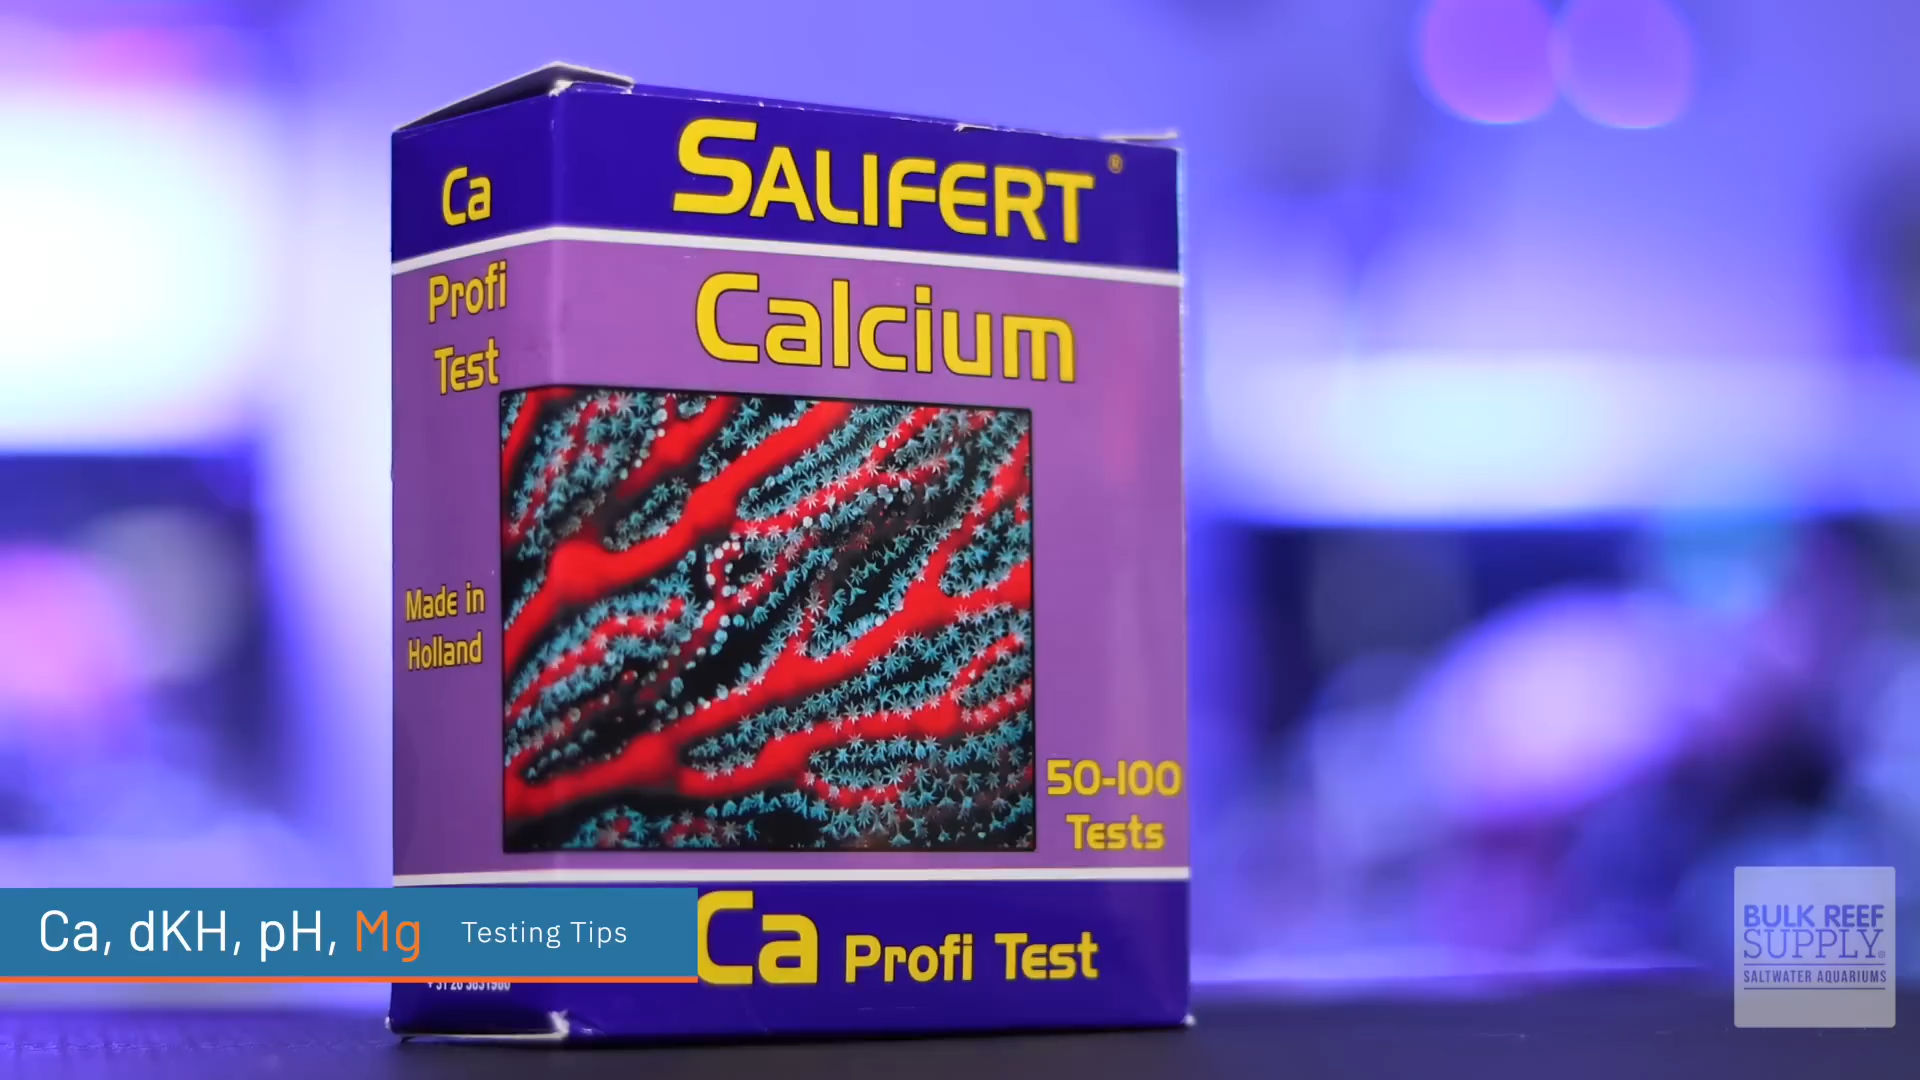 Ca
SALIFERT®
Profi
Test
Calcium
Made in
Holland
50-100
Tests
Ca Profi Test
Ca, dKH, pH, Mg Testing Tips
BULK REEF
SUPPLY®
SALTWATER AQUARIUMS